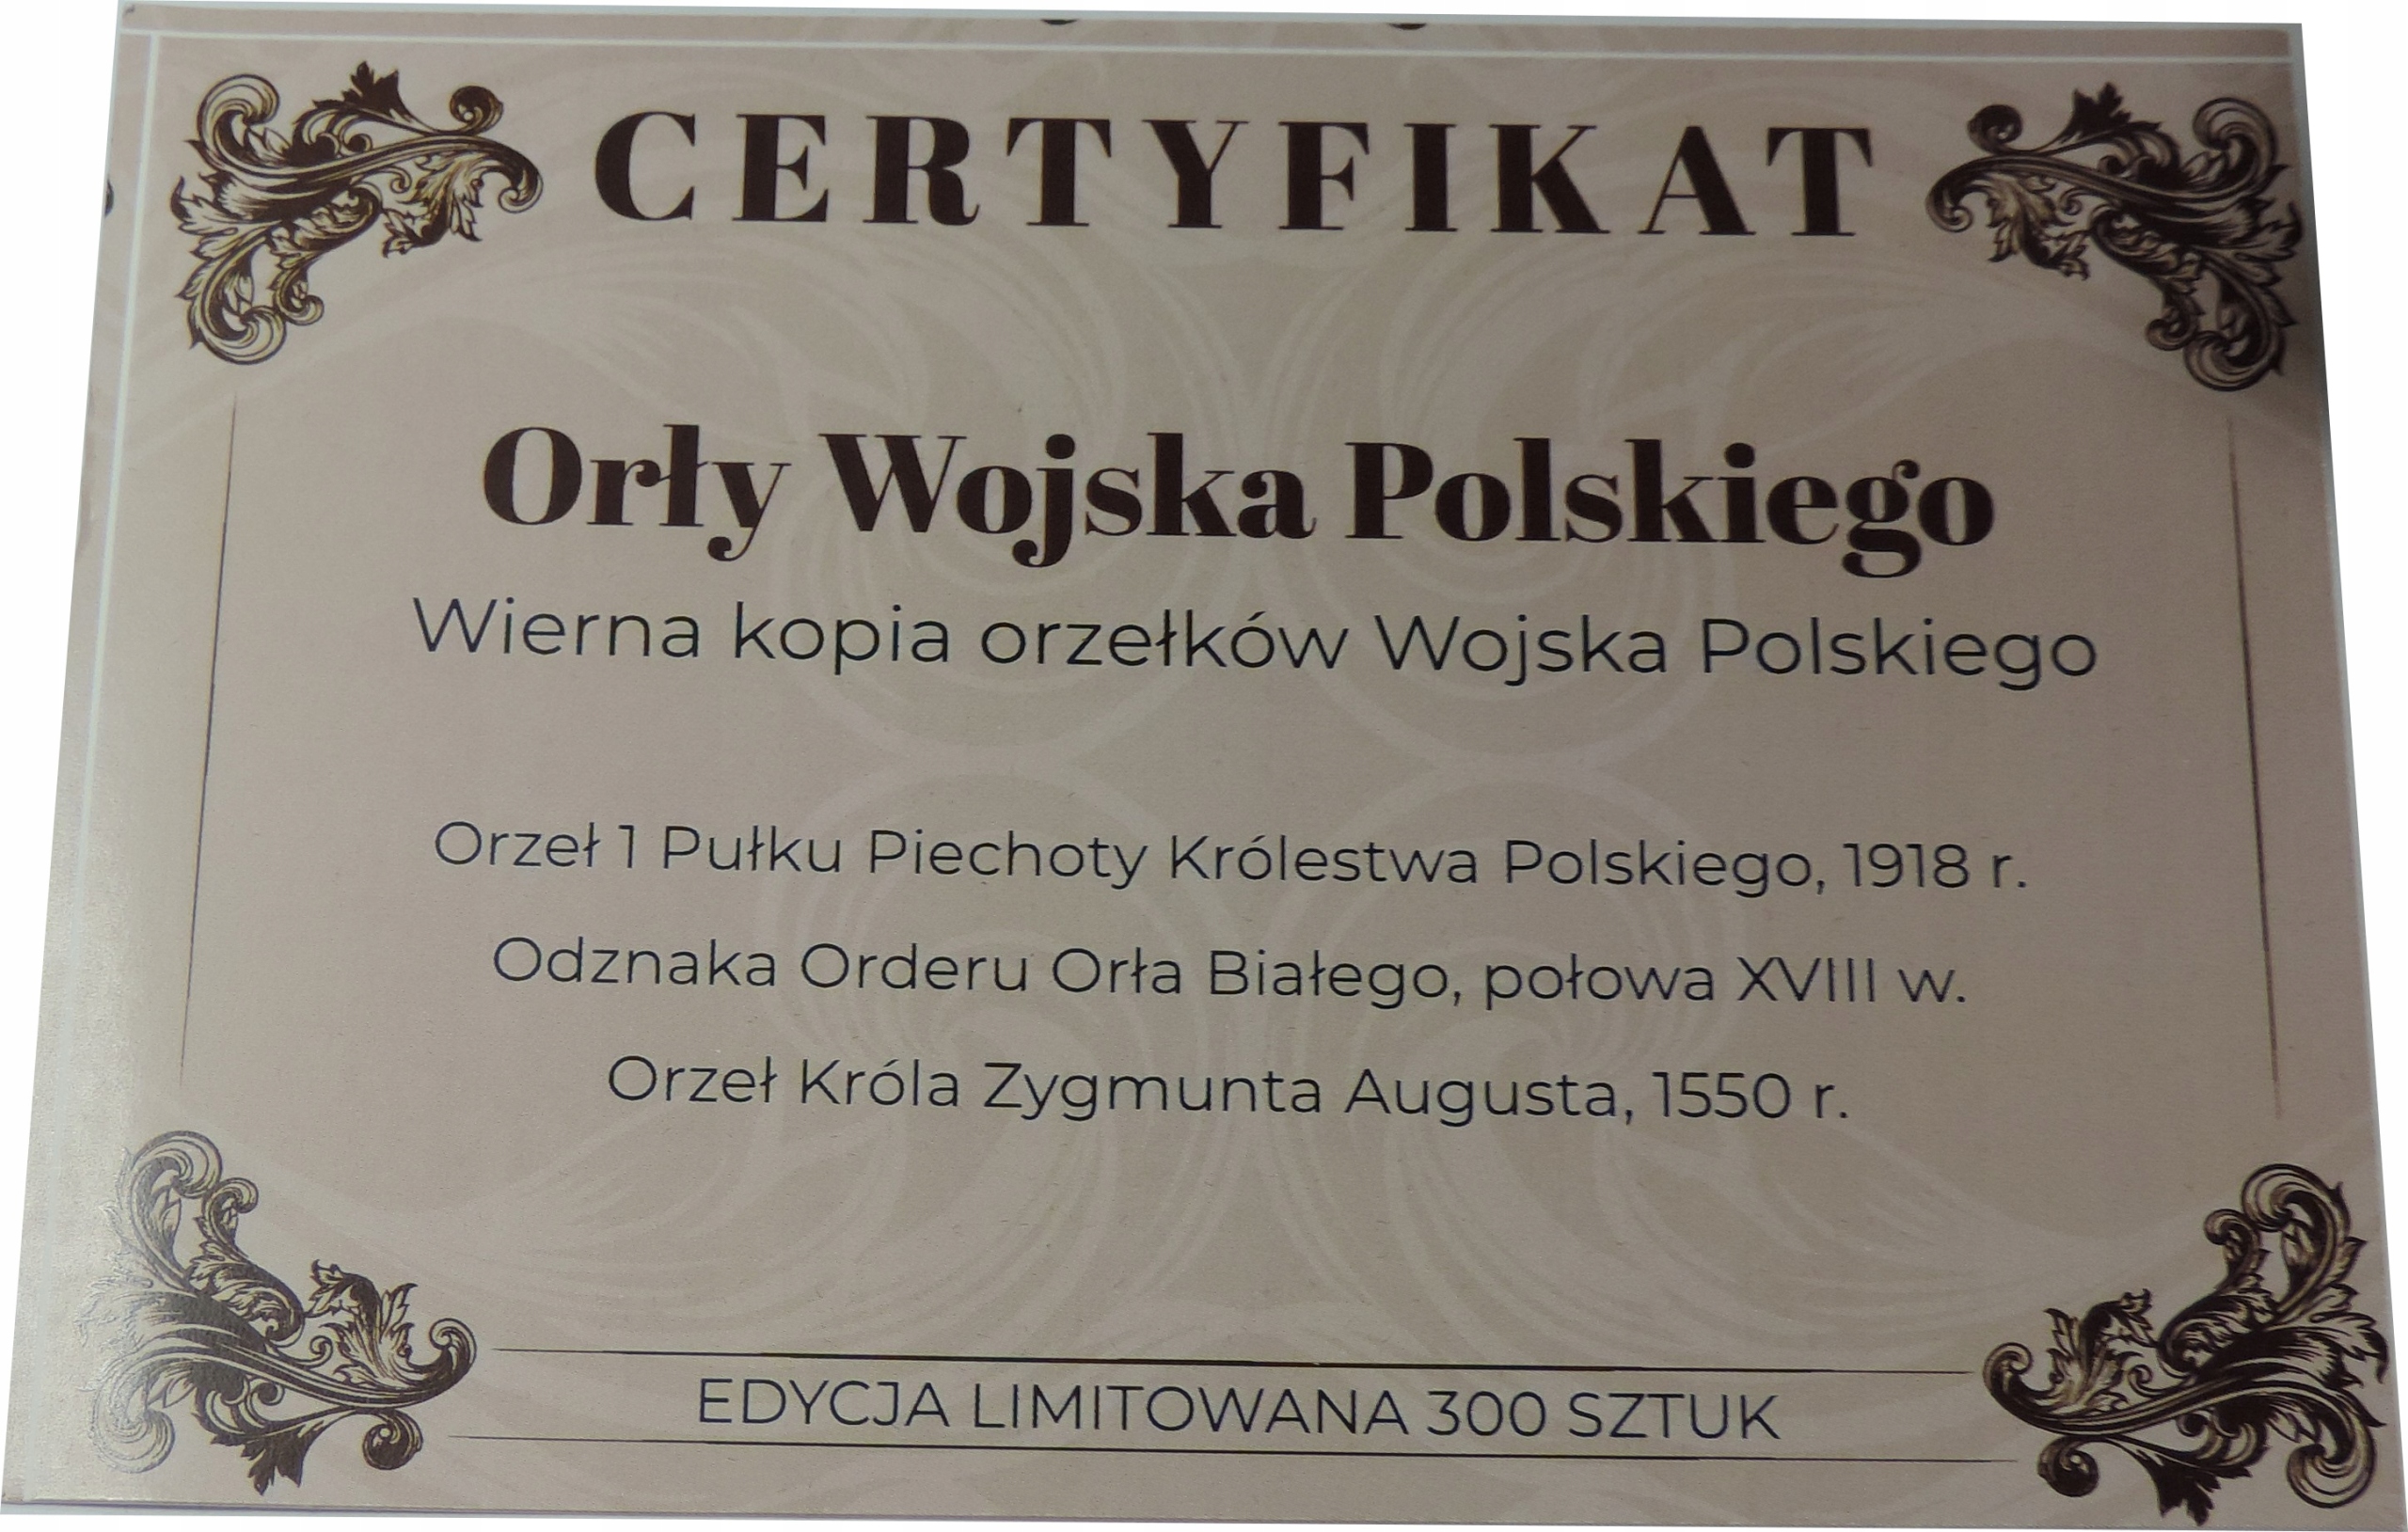 CERTYFIKAT
Orły Wojska Polskiego
Wierna kopia orzełków Wojska Polskiego
Orzeł 1 Pułku Piechoty Królestwa Polskiego, 1918 r.
Odznaka Orderu Orła Białego, połowa XVIII w.
Orzeł Króla Zygmunta Augusta, 1550 r.
EDYCJA LIMITOWANA 300 SZTUK